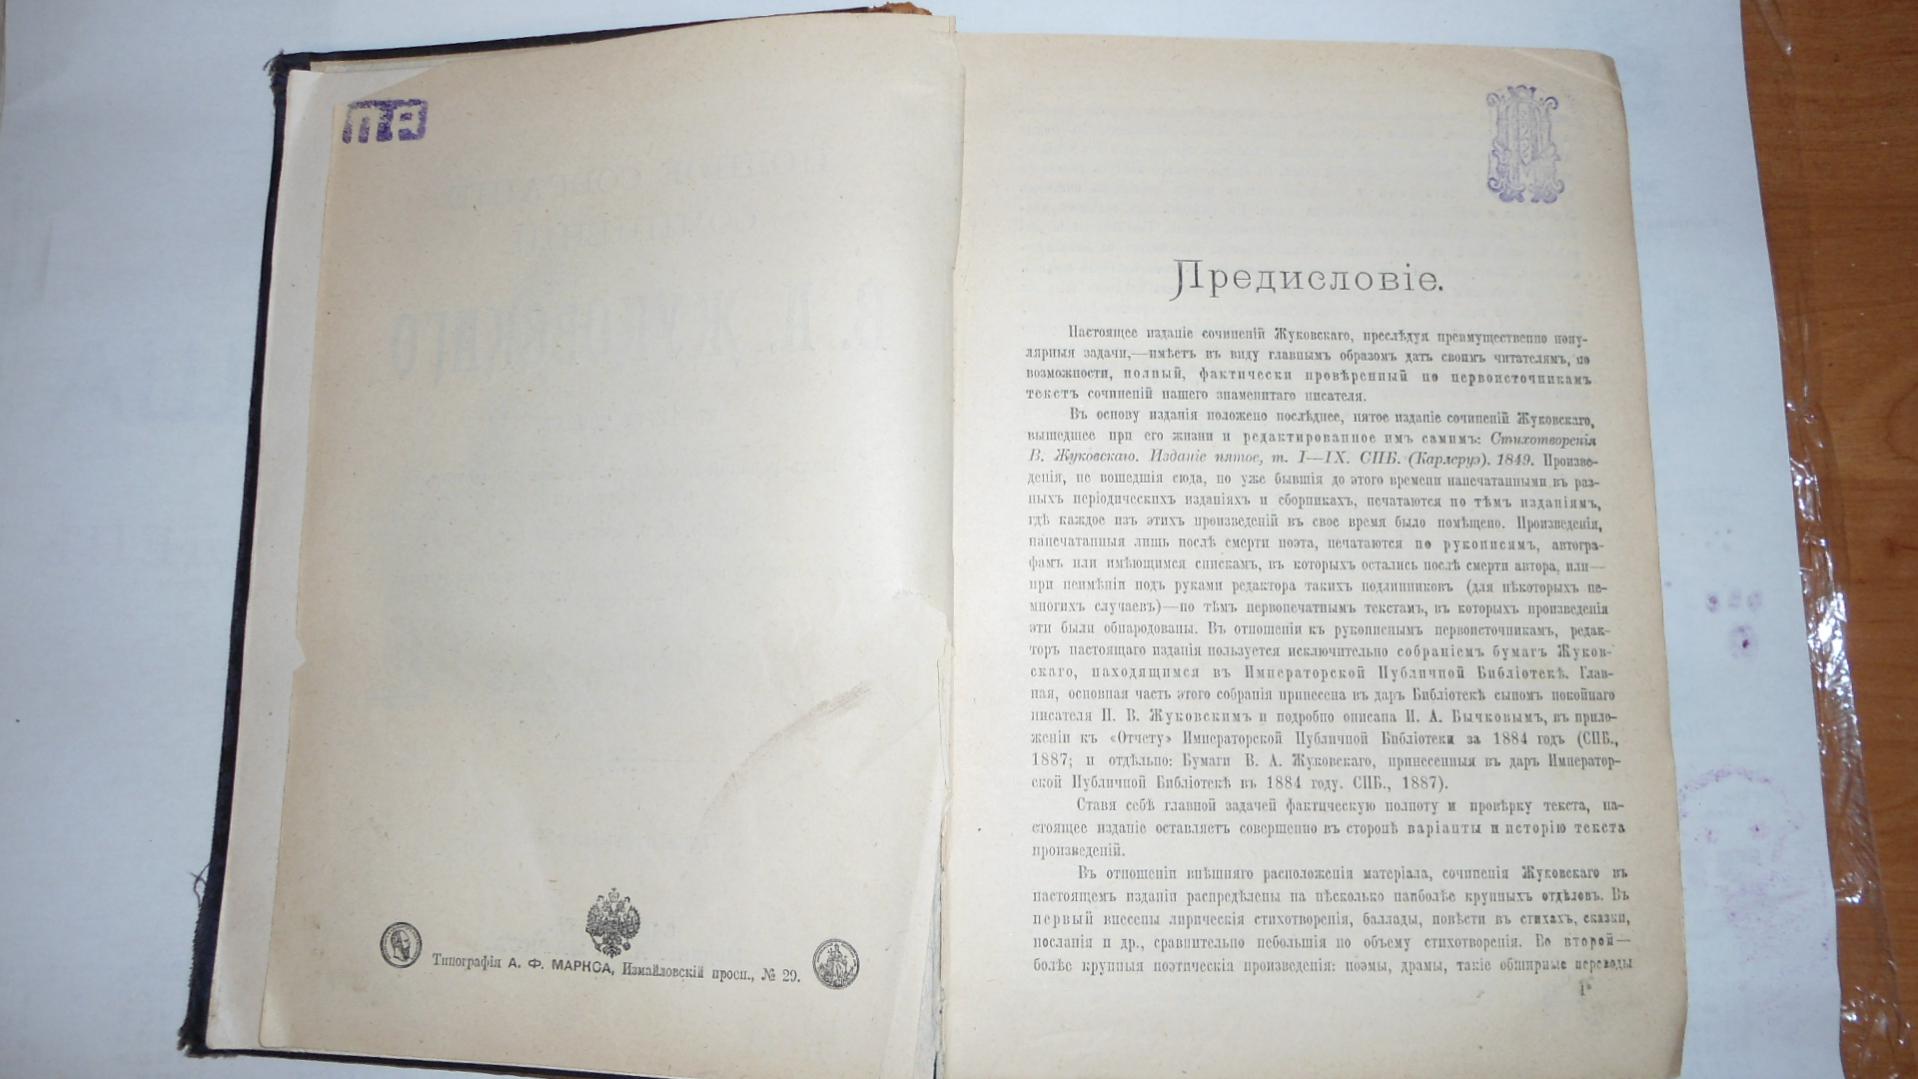 Типографія А. Ф. МАРКСА, Измайловскій просп., № 29.
Предисловіе.
Настоящее изданіе сочиненій Жуковскаго, преслѣдуя преимущественно попу-
лярныя задачи,—имѣетъ въ виду главнымъ образомъ дать своимъ читателямъ, по
возможности, полный, фактически провѣренный по первоисточникамъ
текстъ сочиненій нашего знаменитаго писателя.
Въ основу изданія положено послѣднее, пятое изданіе сочиненій Жуковскаго,
вышедшее при его жизни и редактированное имъ самимъ: Стихотворенія
В. Жуковскаго. Изданіе пятое, т. I—IX. СПБ. (Карлсруэ). 1849. Произве-
денія, не вошедшія сюда, но уже бывшія до этого времени напечатанными въ раз-
ныхъ періодическихъ изданіяхъ и сборникахъ, печатаются по тѣмъ изданіямъ,
гдѣ каждое изъ этихъ произведеній въ свое время было помѣщено. Произведенія,
напечатанныя лишь послѣ смерти поэта, печатаются по рукописямъ, автогра-
фамъ или имѣющимся спискамъ, въ которыхъ остались послѣ смерти автора, или—
при неимѣніи подъ руками редактора такихъ подлинниковъ (для нѣкоторыхъ не-
многихъ случаевъ)—по тѣмъ первопечатнымъ текстамъ, въ которыхъ произведенія
эти были обнародованы. Въ отношеніи къ рукописнымъ первоисточникамъ, редак-
торъ настоящаго изданія пользуется исключительно собраніемъ бумагъ Жуков-
скаго, находящимся въ Императорской Публичной Библіотекѣ. Глав-
ная, основная часть этого собранія принесена въ даръ Библіотекѣ сыномъ покойнаго
писателя П. В. Жуковскимъ и подробно описана И. А. Бычковымъ, въ прило-
женіи къ «Отчету» Императорской Публичной Библіотеки за 1884 годъ (СПБ.,
1887; и отдѣльно: Бумаги В. А. Жуковскаго, принесенныя въ даръ Император-
ской Публичной Библіотекѣ въ 1884 году. СПБ., 1887).
Ставя себѣ главной задачей фактическую полноту и провѣрку текста, на-
стоящее изданіе оставляетъ совершенно въ сторонѣ варіанты и исторію текста
произведеній.
Въ отношеніи внѣшняго расположенія матеріала, сочиненія Жуковскаго въ
настоящемъ изданіи распредѣлены на нѣсколько наиболѣе крупныхъ отдѣловъ. Въ
первый внесены лирическія стихотворенія, баллады, повѣсти въ стихахъ, сказки,
посланія и др., сравнительно небольшія по объему стихотворенія. Во второй—
болѣе крупныя поэтическія произведенія: поэмы, драмы, такіе обширные переводы
1*